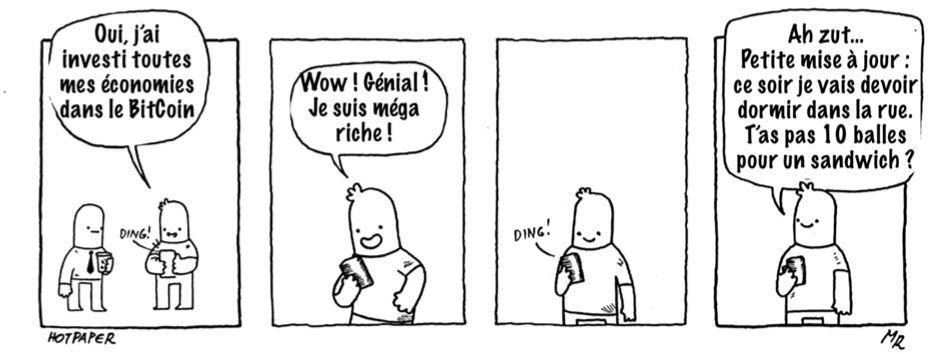 Oui, j'ai
investi toutes
mes économies
dans le BitCoin
DING!
Wow ! Génial !
Je suis méga
riche !
DING!
Ah zut...
Petite mise à jour :
ce soir je vais devoir
dormir dans la rue.
T'as pas 10 balles
pour un sandwich ?
HOTPAPER
MR